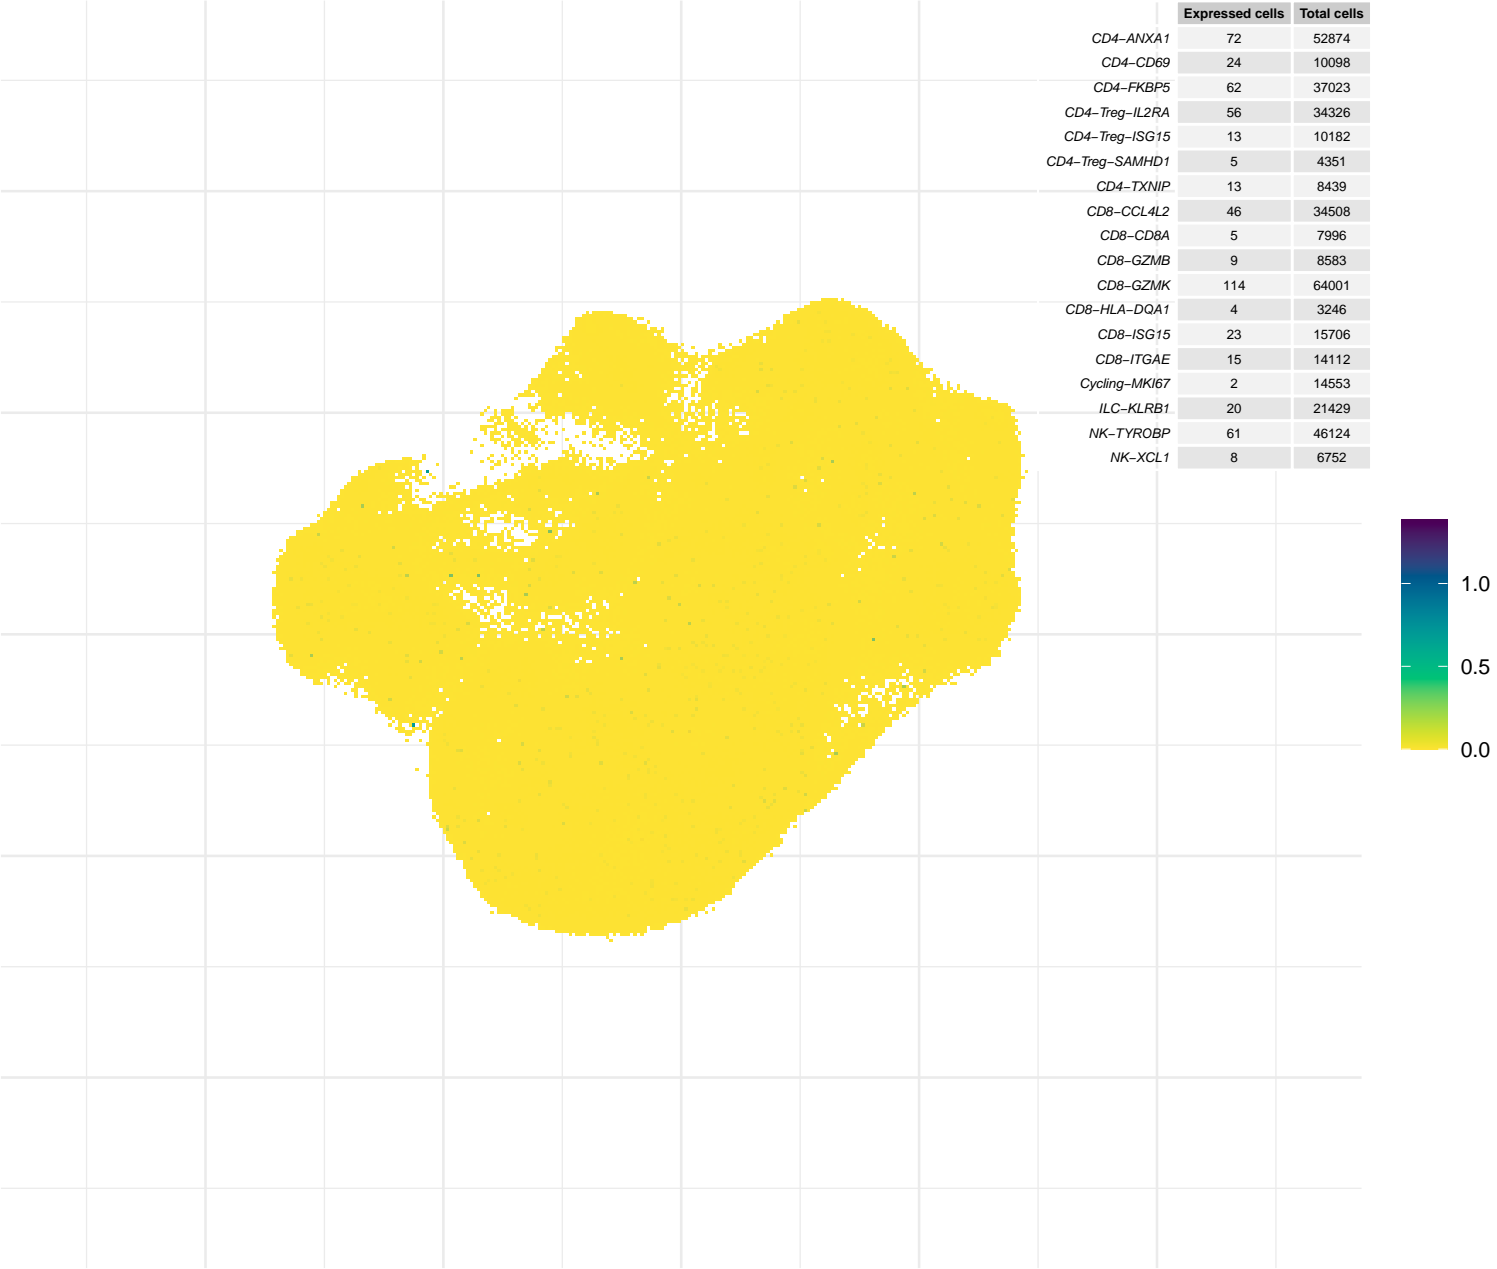 Expressed cells Total cells
CD4−ANXA1 72 52874
CD4−CD69 24 10098
CD4−FKBP5 62 37023
CD4−Treg−IL2RA 56 34326
CD4−Treg−ISG15 13 10182
CD4−Treg−SAMHD1 5 4351
CD4−TXNIP 13 8439
CD8−CCL4L2 46 34508
CD8−CD8A 5 7996
CD8−GZMB 9 8583
CD8−GZMK 114 64001
CD8−HLA−DQA1 4 3246
CD8−ISG15 23 15706
CD8−ITGAE 15 14112
Cycling−MKI67 2 14553
ILC−KLRB1 20 21429
NK−TYROBP 61 46124
NK−XCL1 8 6752
1.0
0.5
0.0